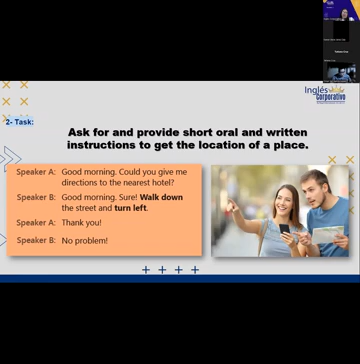 Inglés
Corporativo
2- Task:
Ask for and provide short oral and written
instructions to get the location of a place.
Speaker A: Good morning. Could you give me
directions to the nearest hotel?
Speaker B: Good morning. Sure! Walk down
the street and turn left.
Speaker A: Thank you!
Speaker B: No problem!